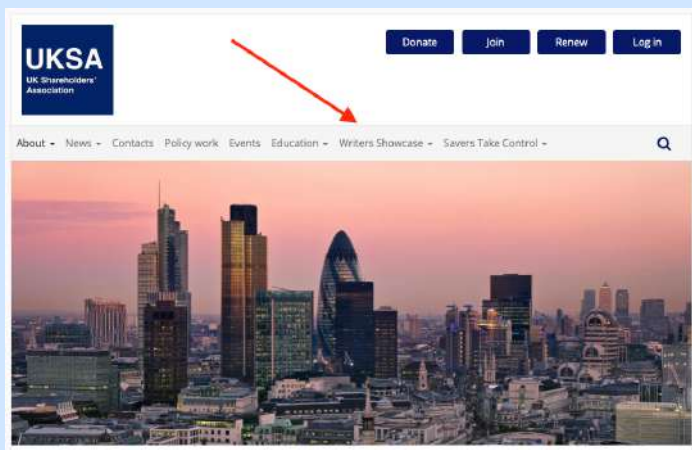 UKSA
UK Shareholders'
Association
Donate Join Renew Log in
About News Contacts Policy work Events Education Writers Showcase Savers Take Control